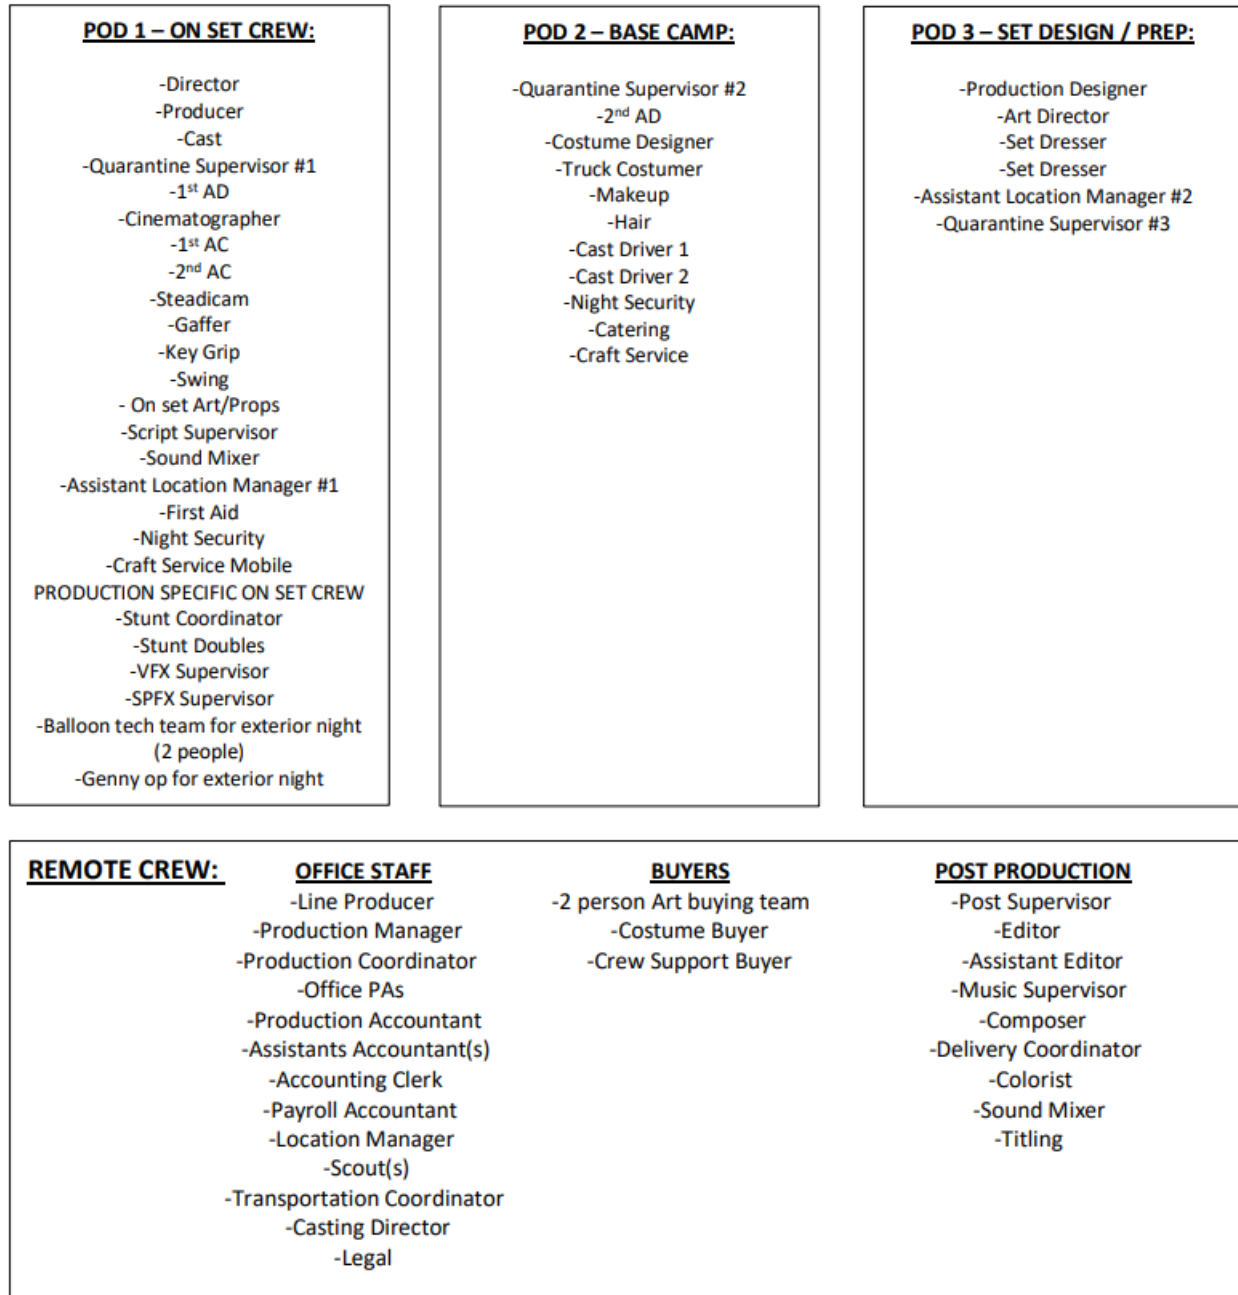 POD 1 – ON SET CREW:
-Director
-Producer
-Cast
-Quarantine Supervisor #1
-1st AD
-Cinematographer
-1st AC
-2nd AC
-Steadicam
-Gaffer
-Key Grip
-Swing
- On set Art/Props
-Script Supervisor
-Sound Mixer
-Assistant Location Manager #1
-First Aid
-Night Security
-Craft Service Mobile
PRODUCTION SPECIFIC ON SET CREW
-Stunt Coordinator
-Stunt Doubles
-VFX Supervisor
-SPFX Supervisor
-Balloon tech team for exterior night
(2 people)
-Genny op for exterior night
POD 2 – BASE CAMP:
-Quarantine Supervisor #2
-2nd AD
-Costume Designer
-Truck Costumer
-Makeup
-Hair
-Cast Driver 1
-Cast Driver 2
-Night Security
-Catering
-Craft Service
POD 3 – SET DESIGN / PREP:
-Production Designer
-Art Director
-Set Dresser
-Set Dresser
-Assistant Location Manager #2
-Quarantine Supervisor #3
REMOTE CREW:
OFFICE STAFF
-Line Producer
-Production Manager
-Production Coordinator
-Office PAs
-Production Accountant
-Assistants Accountant(s)
-Accounting Clerk
-Payroll Accountant
-Location Manager
-Scout(s)
-Transportation Coordinator
-Casting Director
-Legal
BUYERS
-2 person Art buying team
-Costume Buyer
-Crew Support Buyer
POST PRODUCTION
-Post Supervisor
-Editor
-Assistant Editor
-Music Supervisor
-Composer
-Delivery Coordinator
-Colorist
-Sound Mixer
-Titling